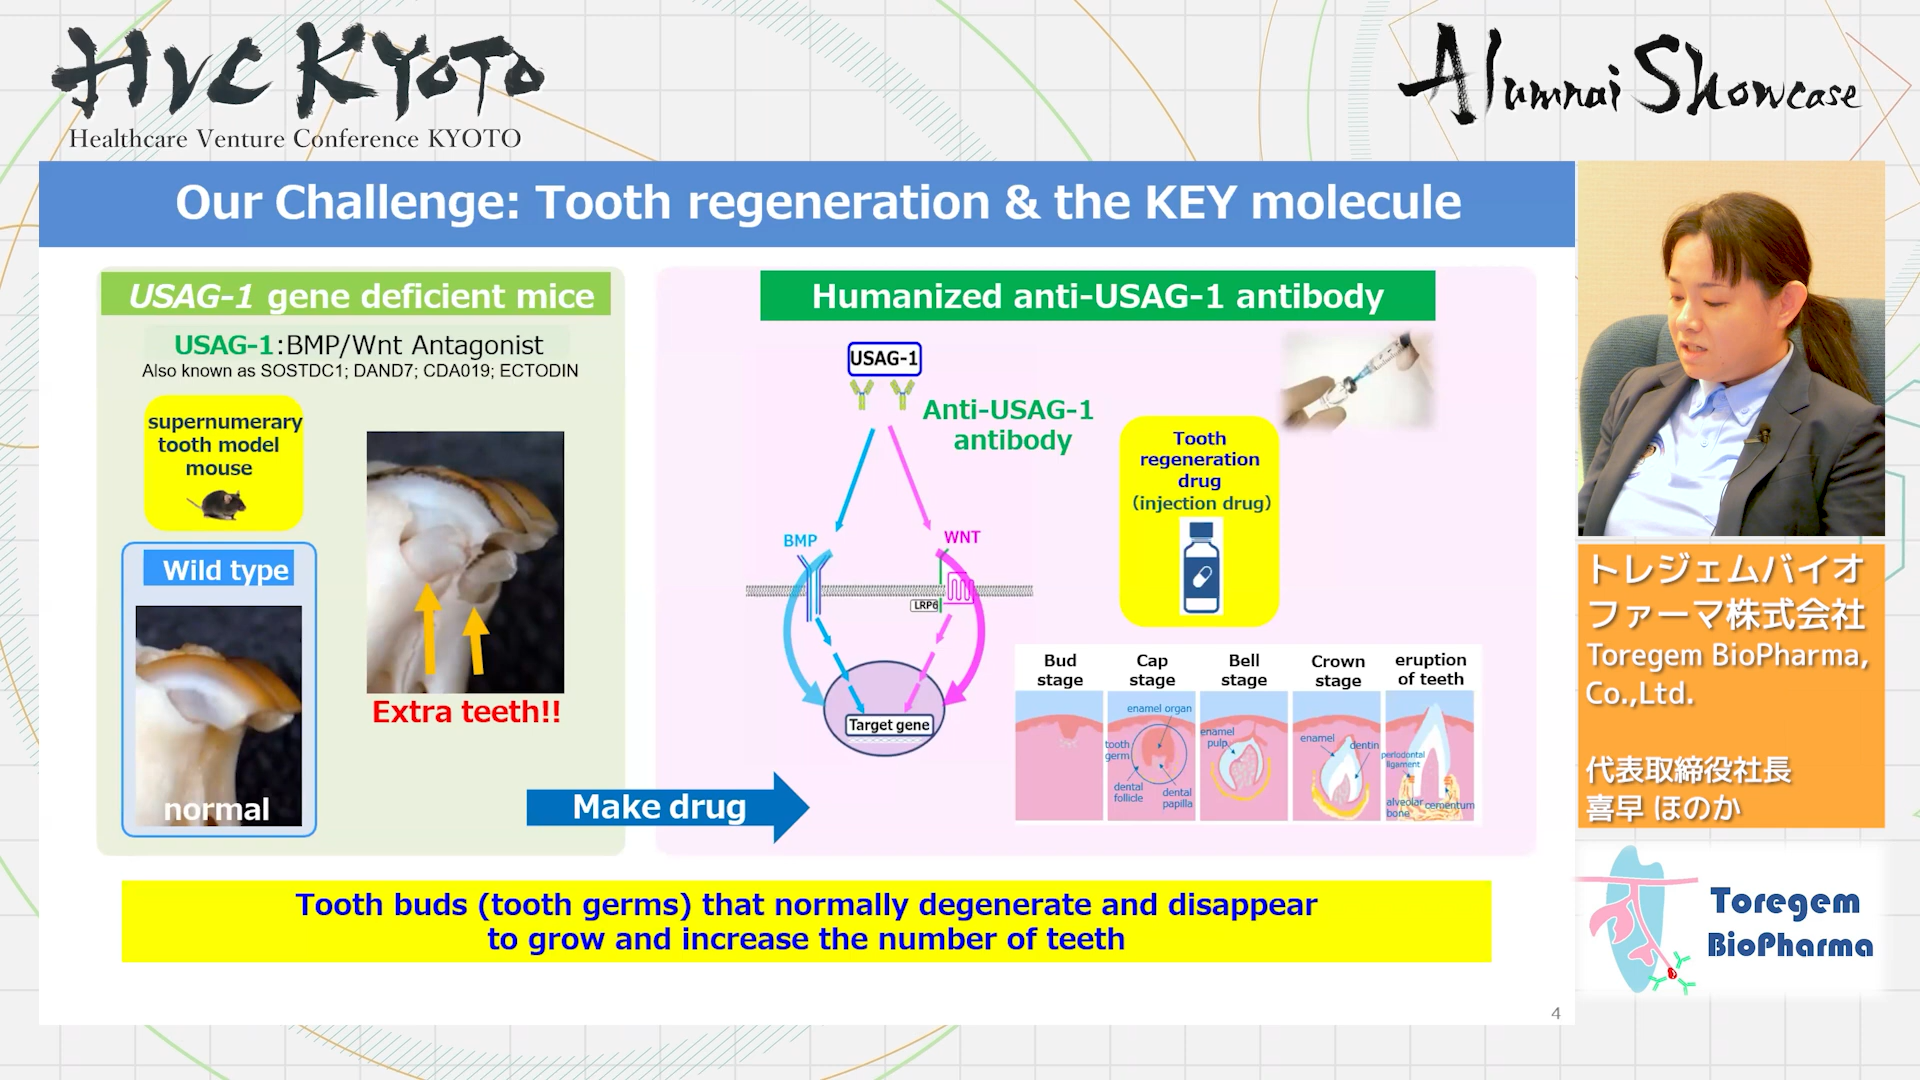 HVC KYOTO
Healthcare Venture Conference KYOTO
Alumnai Showcase
Our Challenge: Tooth regeneration & the KEY molecule
USAG-1 gene deficient mice
USAG-1:BMP/Wnt Antagonist
Also known as SOSTDC1; DAND7; CDA019; ECTODIN
supernumerary
tooth model
mouse
Wild type
normal
Extra teeth!!
Make drug
Humanized anti-USAG-1 antibody
USAG-1
Anti-USAG-1
antibody
BMP
WNT
LRP6
Target gene
Tooth
regeneration
drug
(injection drug)
Bud
stage
Cap
stage
enamel organ
tooth
germ
dental
follicle
dental
papilla
Bell
stage
enamel
pulp
Crown
stage
enamel
dentin
eruption
of teeth
periodontal
ligament
alveolar
bone
cementum
Tooth buds (tooth germs) that normally degenerate and disappear
to grow and increase the number of teeth
4
トレジェムバイオ
ファーマ株式会社
Toregem BioPharma,
Co.,Ltd.
代表取締役社長
喜早 ほのか
Toregem
BioPharma